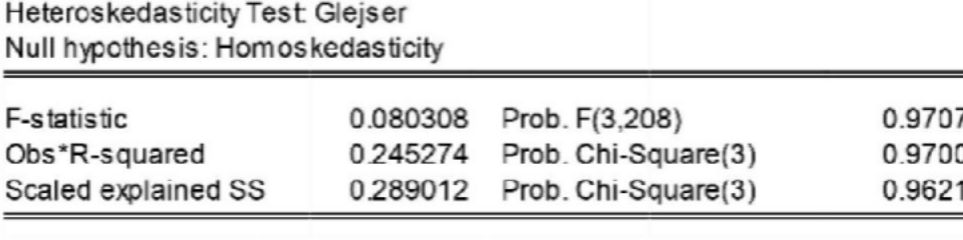 Heteroskedasticity Test: Glejser
Null hypothesis: Homoskedasticity
F-statistic 0.080308 Prob. F(3,208) 0.9707
Obs*R-squared 0.245274 Prob. Chi-Square(3) 0.9700
Scaled explained SS 0.289012 Prob. Chi-Square(3) 0.9621